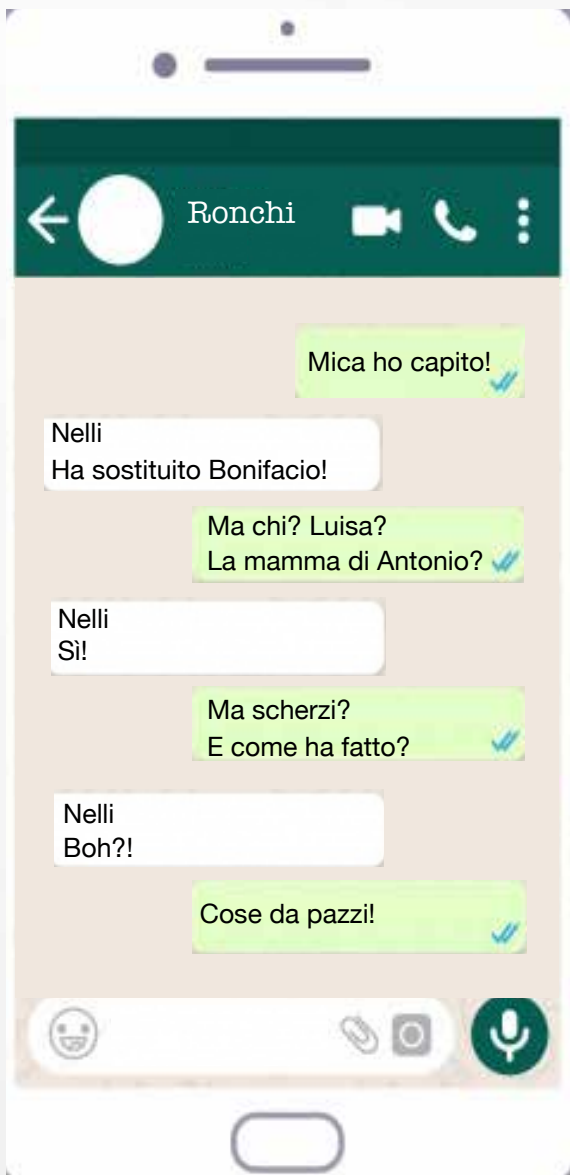 Ronchi
Mica ho capito!
Nelli
Ha sostituito Bonifacio!
Ma chi? Luisa?
La mamma di Antonio?
Nelli
Sì!
Ma scherzi?
E come ha fatto?
Nelli
Boh?!
Cose da pazzi!